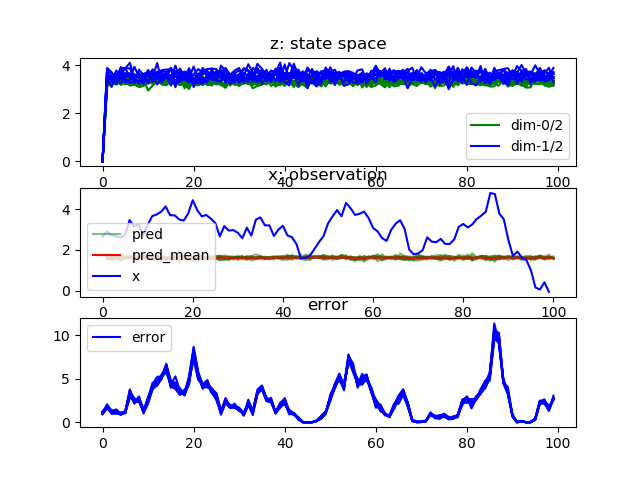 z: state space
4
2
0
dim-0/2
dim-1/2
0 20 40 60 80 100
x: observation
4
2
0
pred
pred_mean
x
0 20 40 60 80 100
error
10
5
0
error
0 20 40 60 80 100